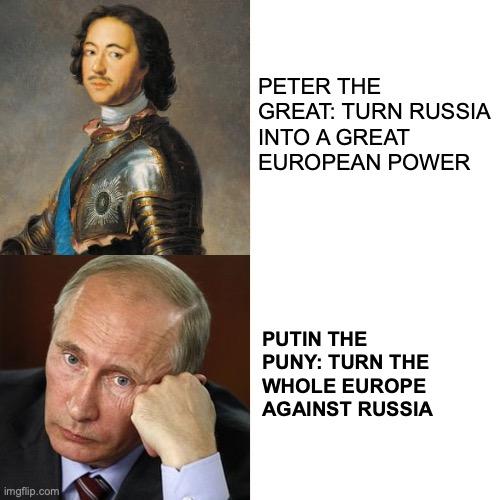 PETER THE
GREAT: TURN RUSSIA
INTO A GREAT
EUROPEAN POWER
PUTIN THE
PUNY: TURN THE
WHOLE EUROPE
AGAINST RUSSIA
imgflip.com